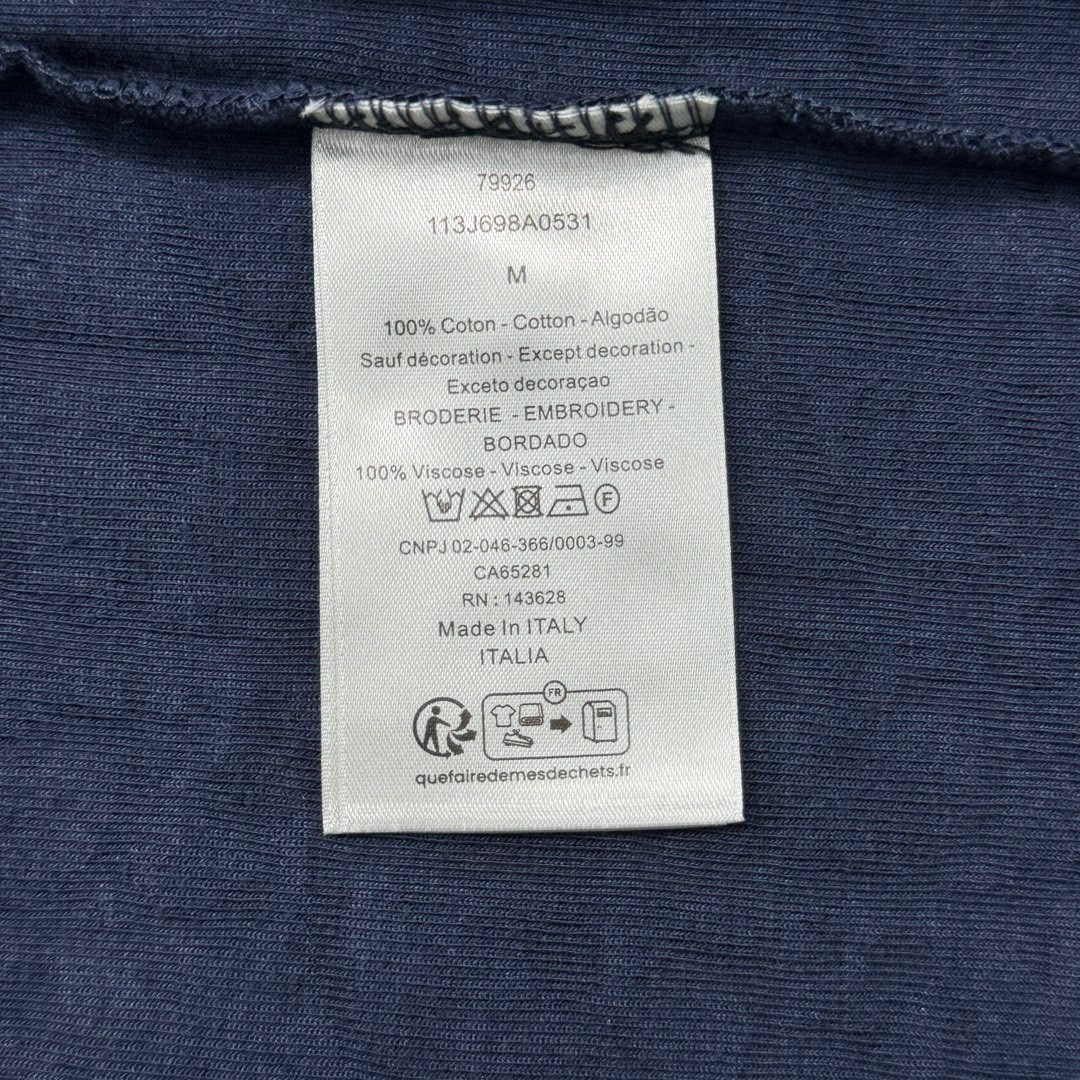 79926
113J698A0531
M
100% Coton - Cotton - Algodão
Sauf décoration - Except decoration -
Exceto decoraçao
BRODERIE - EMBROIDERY -
BORDADO
100% Viscose - Viscose - Viscose
F
CNPJ 02-046-366/0003-99
CA65281
RN : 143628
Made In ITALY
ITALIA
FR
quefairedemesdechets.fr